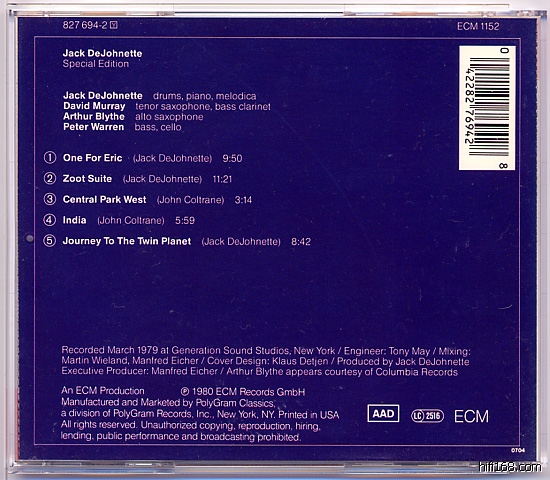 827 694-2 Y
ECM 1152
Jack DeJohnette
Special Edition
Jack DeJohnette drums, piano, melodica
David Murray tenor saxophone, bass clarinet
Arthur Blythe alto saxophone
Peter Warren bass, cello
1 One For Eric (Jack DeJohnette) 9:50
2 Zoot Suite (Jack DeJohnette) 11:21
3 Central Park West (John Coltrane) 3:14
4 India (John Coltrane) 5:59
5 Journey To The Twin Planet (Jack DeJohnette) 8:42
0 42282 76942 8
Recorded March 1979 at Generation Sound Studios, New York / Engineer: Tony May / Mixing:
Martin Wieland, Manfred Eicher / Cover Design: Klaus Detjen / Produced by Jack DeJohnette
Executive Producer: Manfred Eicher / Arthur Blythe appears courtesy of Columbia Records
An ECM Production ℗ 1980 ECM Records GmbH
Manufactured and Marketed by PolyGram Classics,
a division of PolyGram Records, Inc., New York, NY. Printed in USA
All rights reserved. Unauthorized copying, reproduction, hiring,
lending, public performance and broadcasting prohibited.
AAD LC 2516 ECM
0704
hifi168.com